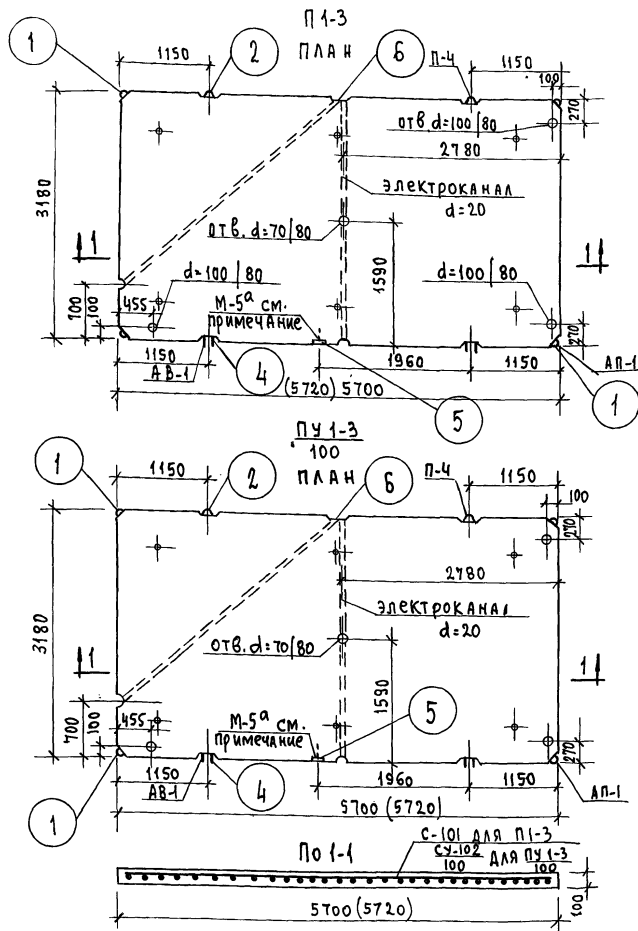 П 1-3
ПЛАН
1
2
6
1150
П-4
1150
100
270
отв. d=100/80
2780
3180
электроканал
d=20
отв. d=70/80
1
1
d=100/80
d=100/80
1590
700
100
455
М-5а см.
примечание
270
1150
АВ-1
4
1960
1150
АП-1
(5720) 5700
5
1
ПУ 1-3
100
ПЛАН
1
2
6
1150
П-4
1150
100
270
2780
3180
электроканал
d=20
отв. d=70/80
1
1
1590
700
100
455
М-5а см.
примечание
5
270
1150
АВ-1
4
1960
1150
АП-1
1
5700 (5720)
По 1-1
С-101 для П1-3
СУ-102
100
для ПУ 1-3
100
100
5700 (5720)